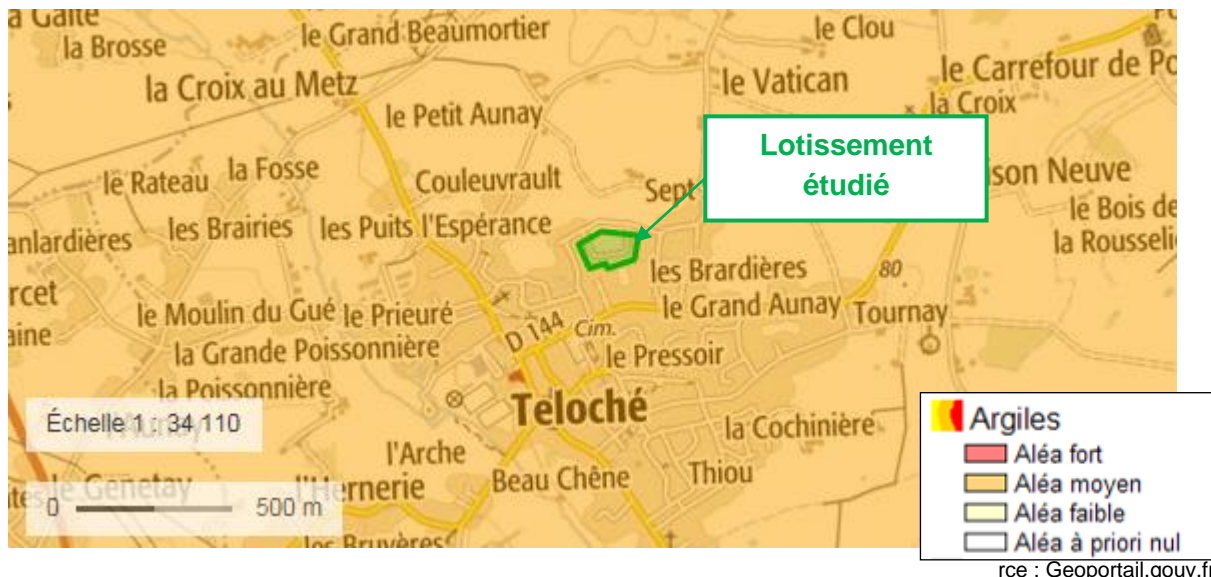 la Brosse
le Grand Beaumortier
le Clou
la Croix au Metz
le Vatican
le Carrefour de
la Croix
le Petit Aunay
Lotissement
étudié
le Rateau
la Fosse
Couleuvrault
Sept
ison Neuve
anlardières
les Brairies
les Puits
l'Espérance
le Bois de
la Rousseli
les Brardières
80
rcet
aine
le Moulin du Gué
le Prieuré
le Grand Aunay
Tournay
D 144
Cim.
la Grande Poissonnière
le Pressoir
la Poissonnière
Teloché
Échelle 1 : 34 110
la Cochinière
l'Arche
Beau Chêne
Thiou
Genetay
l'Hernerie
0
500 m
les Bruyères
Argiles
Aléa fort
Aléa moyen
Aléa faible
Aléa à priori nul
rce : Geoportail.gouv.fr